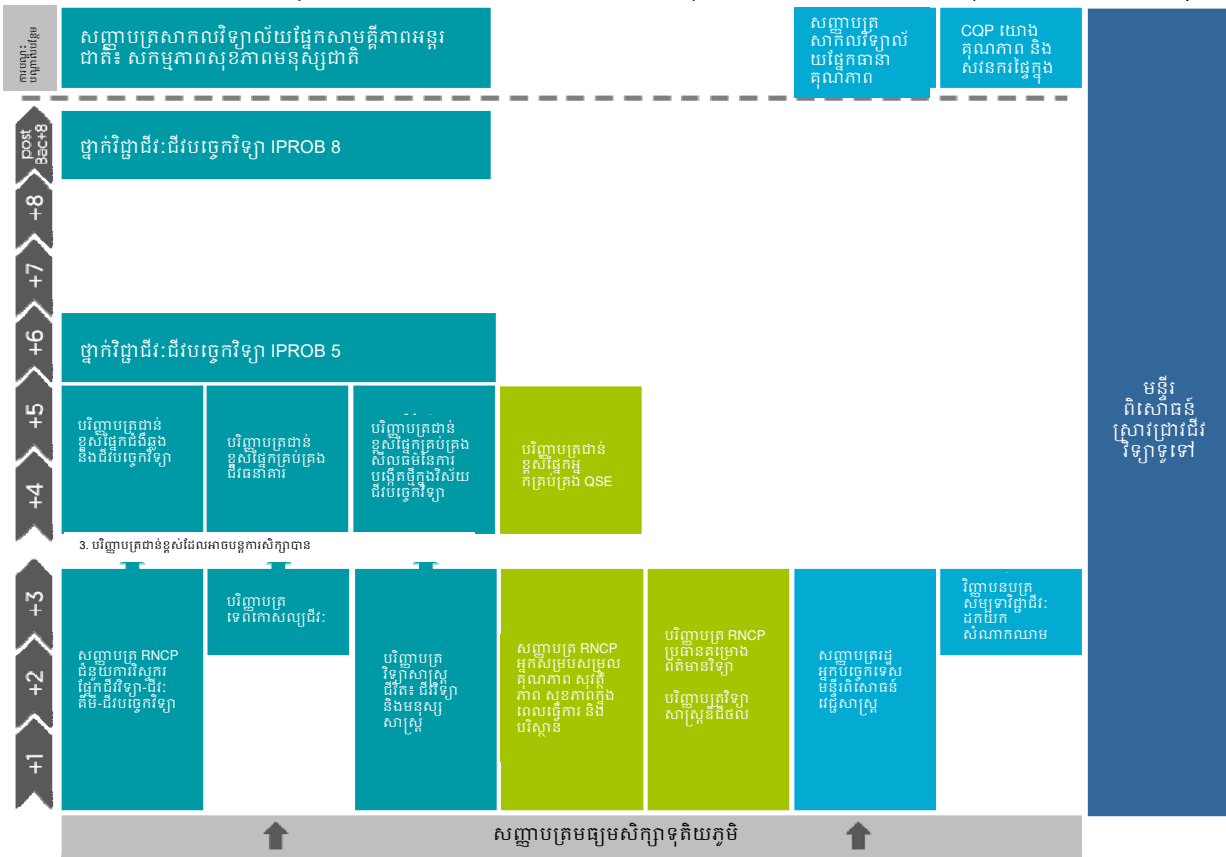 ការបណ្តុះ
បណ្តាលបន្ថែម
សញ្ញាបត្រសាកលវិទ្យាល័យផ្នែកសាមគ្គីភាពអន្តរ
ជាតិ៖ សកម្មភាពសុខភាពមនុស្សជាតិ
សញ្ញាបត្រ
សាកលវិទ្យាល័
យផ្នែកធានា
គុណភាព
CQP យោង
គុណភាព និង
សវនករផ្ទៃក្នុង
post
Bac+8
ថ្នាក់វិជ្ជាជីវៈជីវបច្ចេកវិទ្យា IPROB 8
+8
+7
+6
ថ្នាក់វិជ្ជាជីវៈជីវបច្ចេកវិទ្យា IPROB 5
+5
+4
បរិញ្ញាបត្រជាន់
ខ្ពស់ផ្នែកជំងឺឆ្លង
និងជីវបច្ចេកវិទ្យា
បរិញ្ញាបត្រជាន់
ខ្ពស់ផ្នែកគ្រប់គ្រង
ជីវធនាគារ
បរិញ្ញាបត្រជាន់
ខ្ពស់ផ្នែកគ្រប់គ្រង
សីលធម៌នៃការ
បង្កើតថ្មីក្នុងវិស័យ
ជីវបច្ចេកវិទ្យា
បរិញ្ញាបត្រជាន់
ខ្ពស់ផ្នែកអ្ន
កគ្រប់គ្រង QSE
មន្ទីរ
ពិសោធន៍
ស្រាវជ្រាវជីវ
វិទ្យាទូទៅ
3. បរិញ្ញាបត្រជាន់ខ្ពស់ដែលអាចបន្តការសិក្សាបាន
+3
+2
+1
សញ្ញាបត្រ RNCP
ជំនួយការវិស្វករ
ផ្នែកជីវវិទ្យា-ជីវៈ
គីមី-ជីវបច្ចេកវិទ្យា
បរិញ្ញាបត្រ
ទេពកោសល្យជីវៈ
បរិញ្ញាបត្រ
វិទ្យាសាស្ត្រ
ជីវិត៖ ជីវវិទ្យា
និងមនុស្ស
សាស្ត្រ
សញ្ញាបត្រ RNCP
អ្នកសម្របសម្រួល
គុណភាព សុវត្ថិ
ភាព សុខភាពក្នុង
ពេលធ្វើការ និង
បរិស្ថាន
បរិញ្ញាបត្រ RNCP
ប្រធានគម្រោង
ព័ត៌មានវិទ្យា
បរិញ្ញាបត្រវិទ្យា
សាស្ត្រឌីជីថល
សញ្ញាបត្ររដ្ឋ
អ្នកបច្ចេកទេស
មន្ទីរពិសោធន៍
វេជ្ជសាស្ត្រ
វិញ្ញាបនបត្រ
សម្បទាវិជ្ជាជីវៈ
ដកយក
សំណាកឈាម
សញ្ញាបត្រមធ្យមសិក្សាទុតិយភូមិ